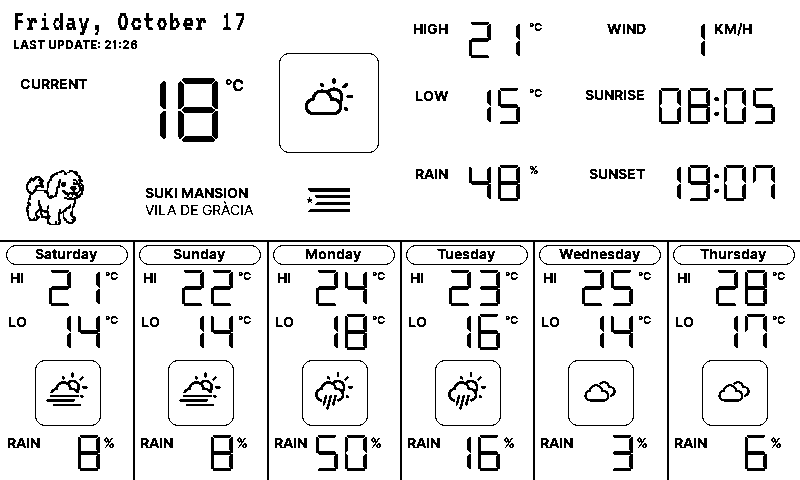 Friday, October 17
LAST UPDATE: 21:26
CURRENT 18 °C
HIGH 21 °C
LOW 15 °C
RAIN 48 %
WIND 1 KM/H
SUNRISE 08:05
SUNSET 19:07
SUKI MANSION
VILA DE GRÀCIA
Saturday
HI 21 °C
LO 14 °C
RAIN 8 %
Sunday
HI 22 °C
LO 14 °C
RAIN 8 %
Monday
HI 24 °C
LO 18 °C
RAIN 50 %
Tuesday
HI 23 °C
LO 16 °C
RAIN 16 %
Wednesday
HI 25 °C
LO 14 °C
RAIN 3 %
Thursday
HI 28 °C
LO 17 °C
RAIN 6 %